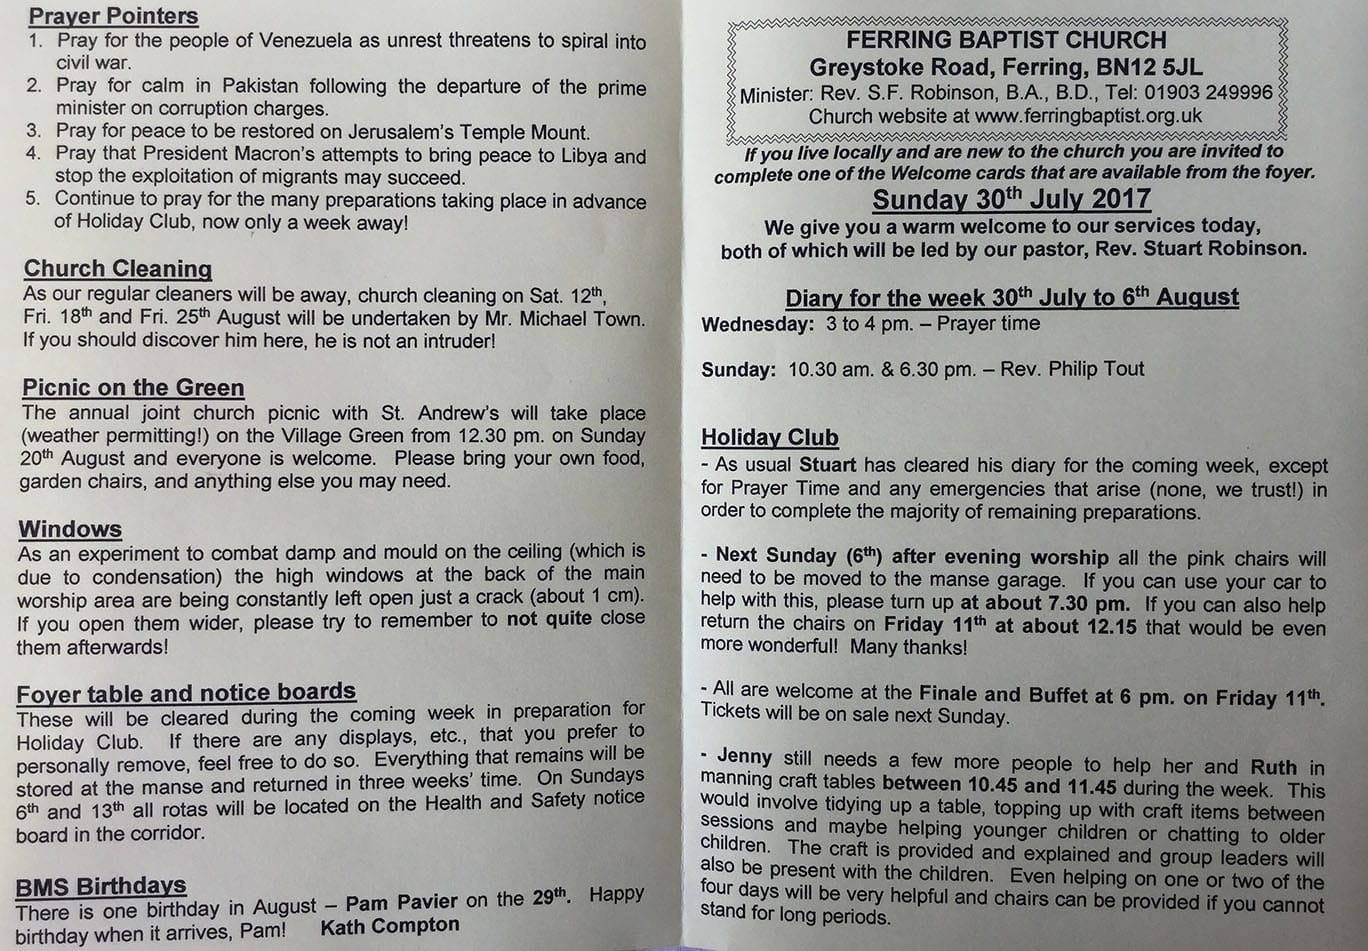 Prayer Pointers
1. Pray for the people of Venezuela as unrest threatens to spiral into
civil war.
2. Pray for calm in Pakistan following the departure of the prime
minister on corruption charges.
3. Pray for peace to be restored on Jerusalem's Temple Mount.
4. Pray that President Macron's attempts to bring peace to Libya and
stop the exploitation of migrants may succeed.
5. Continue to pray for the many preparations taking place in advance
of Holiday Club, now only a week away!
Church Cleaning
As our regular cleaners will be away, church cleaning on Sat. 12th,
Fri. 18th and Fri. 25th August will be undertaken by Mr. Michael Town.
If you should discover him here, he is not an intruder!
Picnic on the Green
The annual joint church picnic with St. Andrew's will take place
(weather permitting!) on the Village Green from 12.30 pm. on Sunday
20th August and everyone is welcome. Please bring your own food,
garden chairs, and anything else you may need.
Windows
As an experiment to combat damp and mould on the ceiling (which is
due to condensation) the high windows at the back of the main
worship area are being constantly left open just a crack (about 1 cm).
If you open them wider, please try to remember to not quite close
them afterwards!
Foyer table and notice boards
These will be cleared during the coming week in preparation for
Holiday Club. If there are any displays, etc., that you prefer to
personally remove, feel free to do so. Everything that remains will be
stored at the manse and returned in three weeks' time. On Sundays
6th and 13th all rotas will be located on the Health and Safety notice
board in the corridor.
BMS Birthdays
There is one birthday in August – Pam Pavier on the 29th. Happy
birthday when it arrives, Pam! Kath Compton
FERRING BAPTIST CHURCH
Greystoke Road, Ferring, BN12 5JL
Minister: Rev. S.F. Robinson, B.A., B.D., Tel: 01903 249996
Church website at www.ferringbaptist.org.uk
If you live locally and are new to the church you are invited to
complete one of the Welcome cards that are available from the foyer.
Sunday 30th July 2017
We give you a warm welcome to our services today,
both of which will be led by our pastor, Rev. Stuart Robinson.
Diary for the week 30th July to 6th August
Wednesday: 3 to 4 pm. – Prayer time
Sunday: 10.30 am. & 6.30 pm. – Rev. Philip Tout
Holiday Club
- As usual Stuart has cleared his diary for the coming week, except
for Prayer Time and any emergencies that arise (none, we trust!) in
order to complete the majority of remaining preparations.
- Next Sunday (6th) after evening worship all the pink chairs will
need to be moved to the manse garage. If you can use your car to
help with this, please turn up at about 7.30 pm. If you can also help
return the chairs on Friday 11th at about 12.15 that would be even
more wonderful! Many thanks!
- All are welcome at the Finale and Buffet at 6 pm. on Friday 11th.
Tickets will be on sale next Sunday.
- Jenny still needs a few more people to help her and Ruth in
manning craft tables between 10.45 and 11.45 during the week. This
would involve tidying up a table, topping up with craft items between
sessions and maybe helping younger children or chatting to older
children. The craft is provided and explained and group leaders will
also be present with the children. Even helping on one or two of the
four days will be very helpful and chairs can be provided if you cannot
stand for long periods.